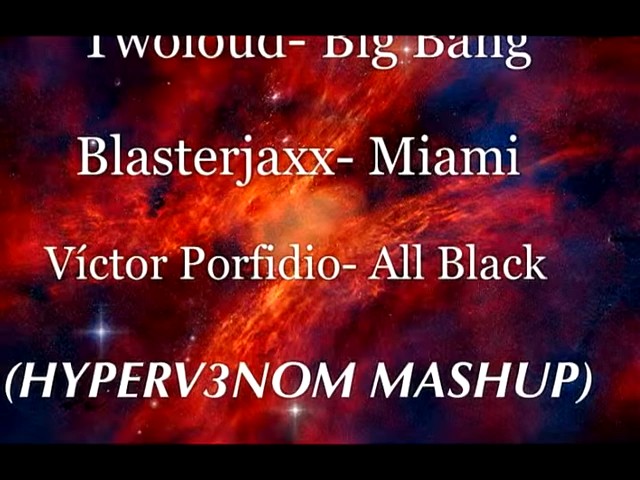 Twoloud- Big Bang
Blasterjaxx- Miami
Víctor Porfidio- All Black
(HYPERV3NOM MASHUP)